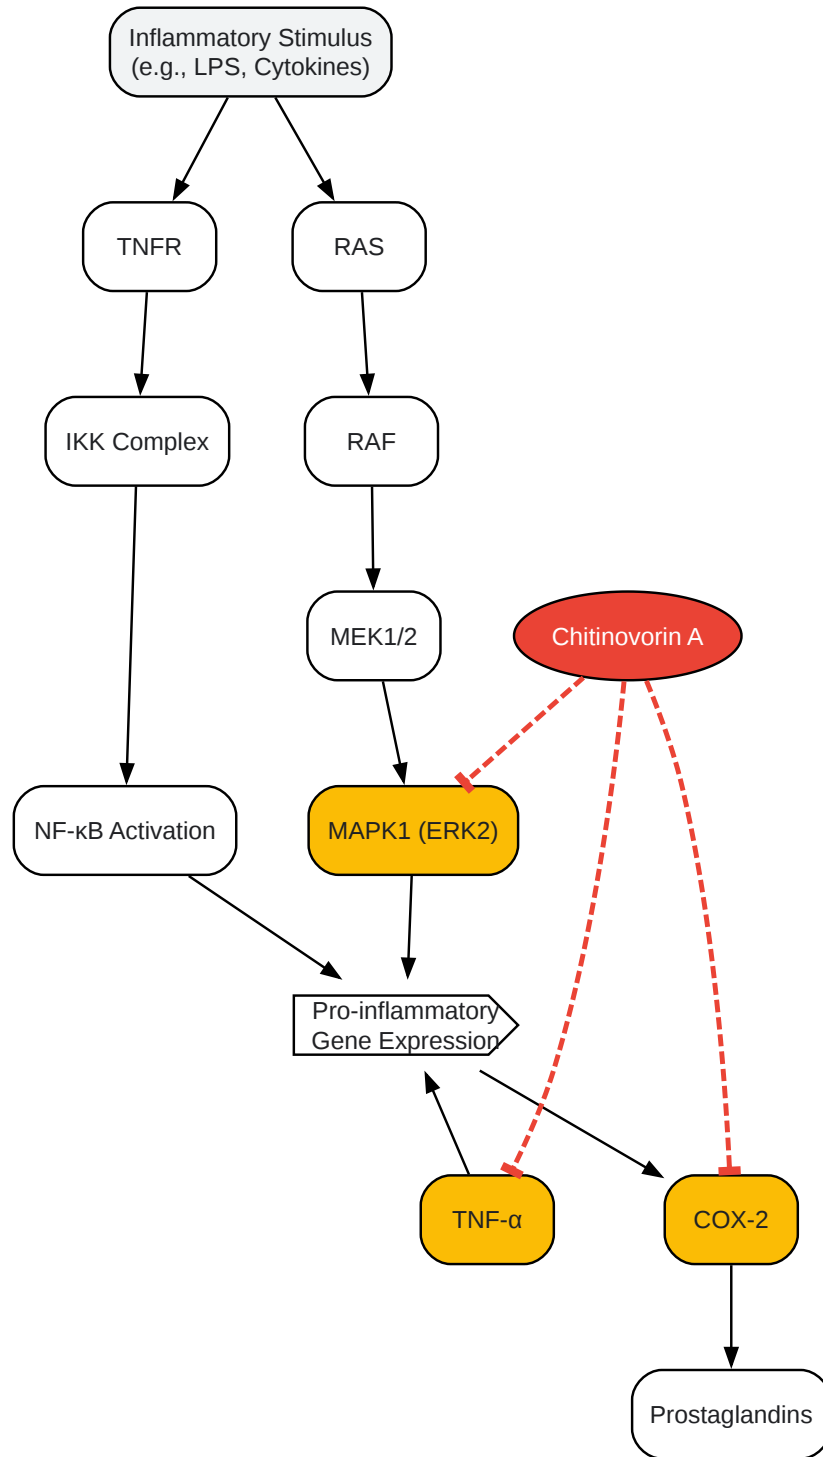 Inflammatory Stimulus
(e.g., LPS, Cytokines)
TNFR
RAS
IKK Complex
RAF
MEK1/2
Chitinovorin A
NF-κB Activation
MAPK1 (ERK2)
Pro-inflammatory
Gene Expression
TNF-α
COX-2
Prostaglandins